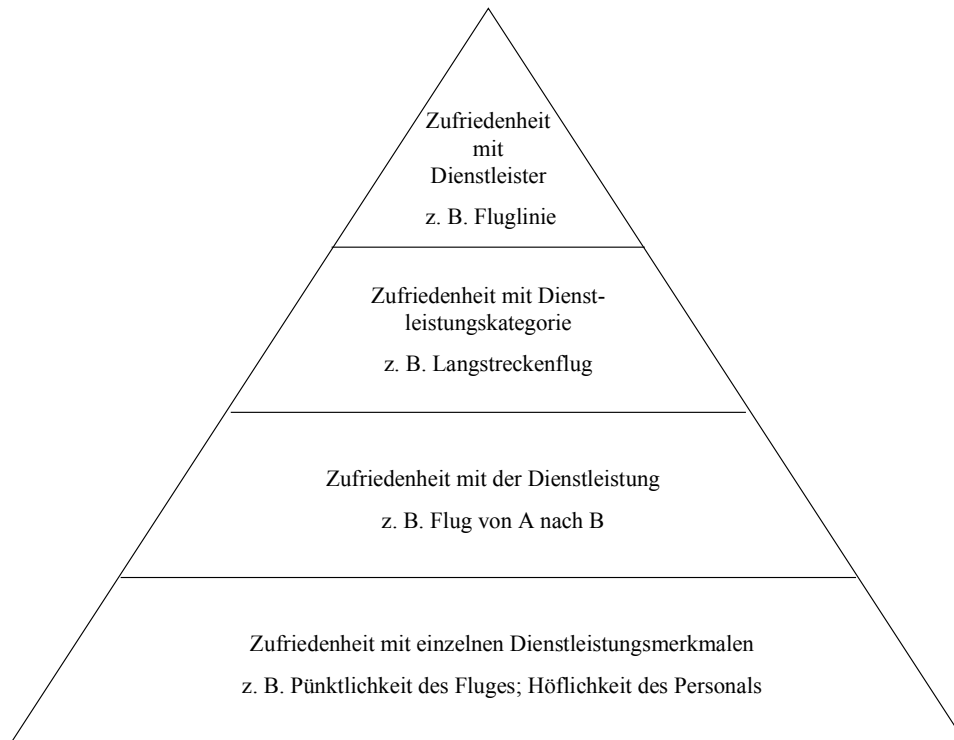 Zufriedenheit
mit
Dienstleister
z. B. Fluglinie
Zufriedenheit mit Dienst-
leistungskategorie
z. B. Langstreckenflug
Zufriedenheit mit der Dienstleistung
z. B. Flug von A nach B
Zufriedenheit mit einzelnen Dienstleistungsmerkmalen
z. B. Pünktlichkeit des Fluges; Höflichkeit des Personals